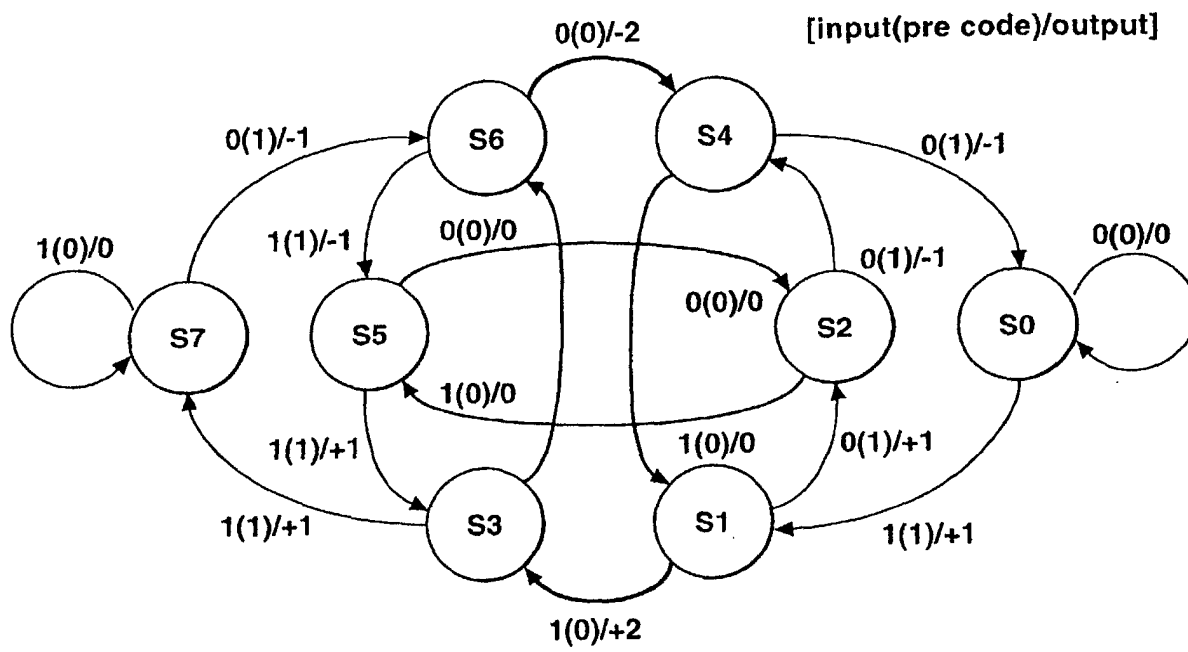 [input(pre code)/output]
0(0)/-2
S6
S4
0(1)/-1
0(1)/-1
1(0)/0
1(1)/-1
0(0)/0
0(1)/-1
0(0)/0
0(0)/0
S7
S5
S2
S0
1(0)/0
1(1)/+1
1(0)/0
0(1)/+1
1(1)/+1
S3
S1
1(1)/+1
1(0)/+2